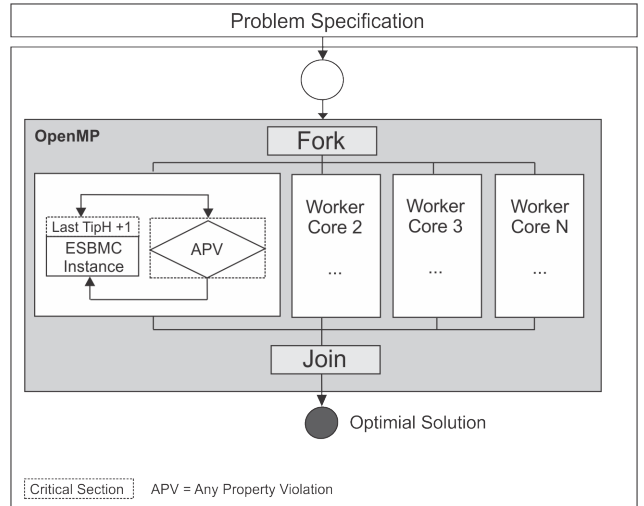 Problem Specification
OpenMP
Fork
Last TipH +1
ESBMC
Instance
APV
Worker
Core 2
...
Worker
Core 3
...
Worker
Core N
...
Join
Optimial Solution
Critical Section
APV = Any Property Violation